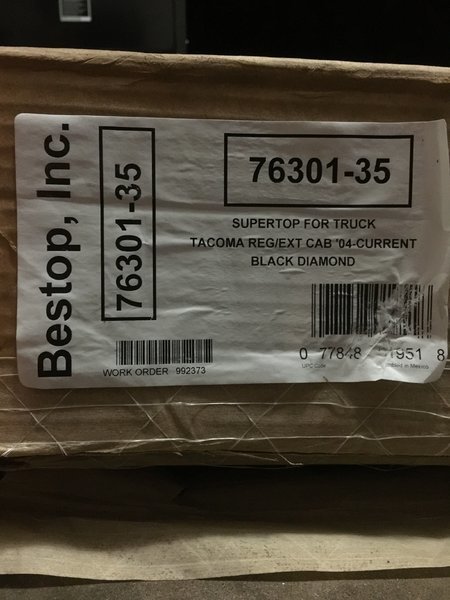 Bestop, Inc.
76301-35
76301-35
SUPERTOP FOR TRUCK
TACOMA REG/EXT CAB '04-CURRENT
BLACK DIAMOND
WORK ORDER 992373
0 77848 1951 8
UPC Code
in Mexico